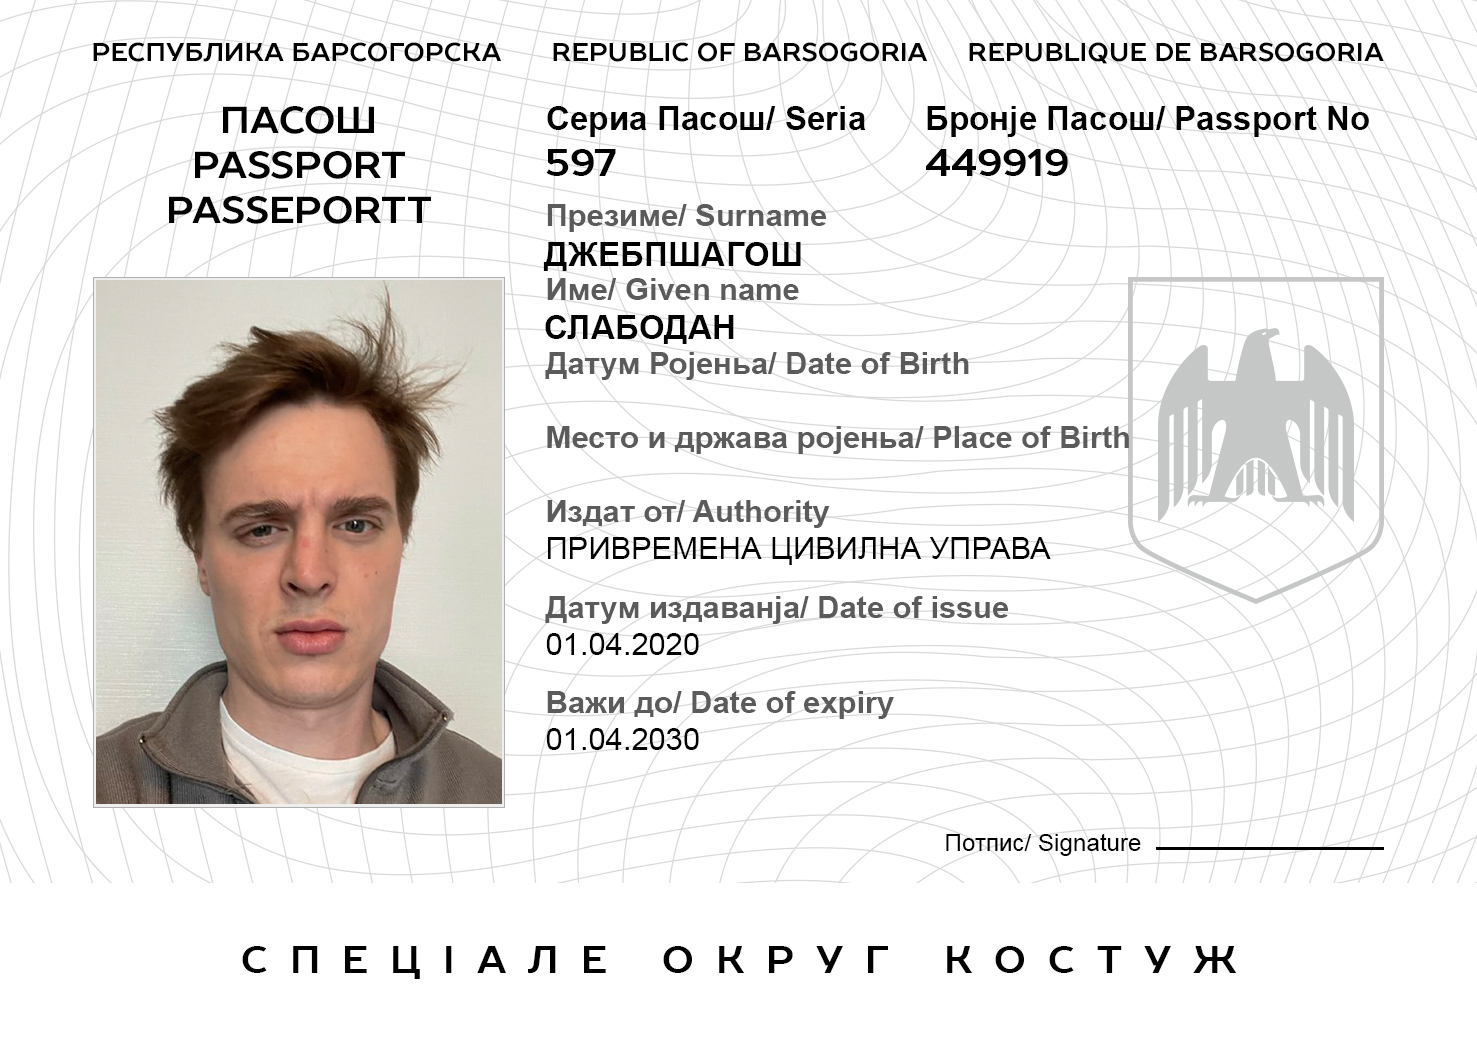 РЕСПУБЛИКА БАРСОГОРСКА REPUBLIC OF BARSOGORIA REPUBLIQUE DE BARSOGORIA
ПАСОШ
PASSPORT
PASSEPORTT
Сериа Пасош/ Seria Бронје Пасош/ Passport No
597 449919
Презиме/ Surname
ДЖЕБПШАГОШ
Име/ Given name
СЛАБОДАН
ДатумРојења/ Date of Birth
Место и држава ројења/ Place of Birth
Издат от/ Authority
ПРИВРЕМЕНА ЦИВИЛНА УПРАВА
Датум издаванја/ Date of issue
01.04.2020
Важи до/ Date of expiry
01.04.2030
Потпис/ Signature
СПЕЦІАЛЕ ОКРУГ КОСТУЖ